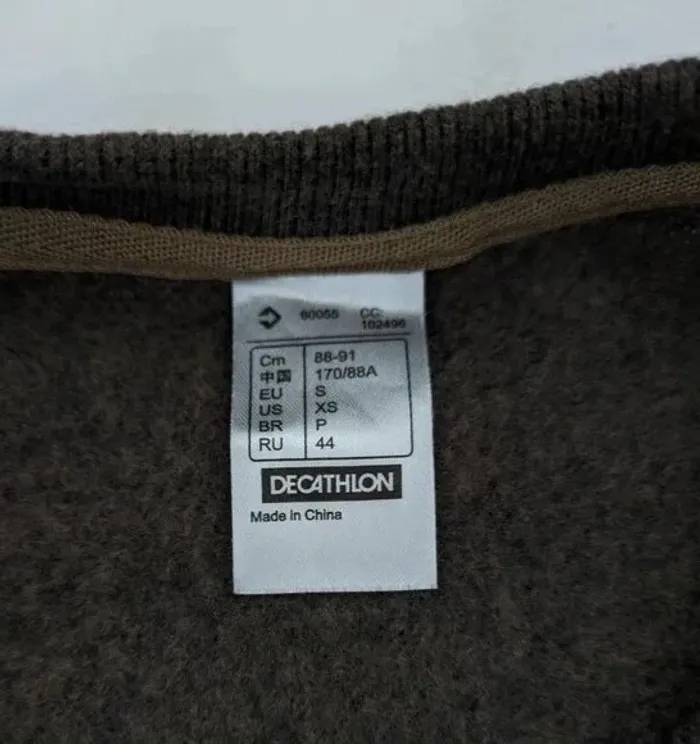 60055 CC:
102496
Cm 88-91
中国 170/88A
EU S
US XS
BR P
RU 44
DECATHLON
Made in China